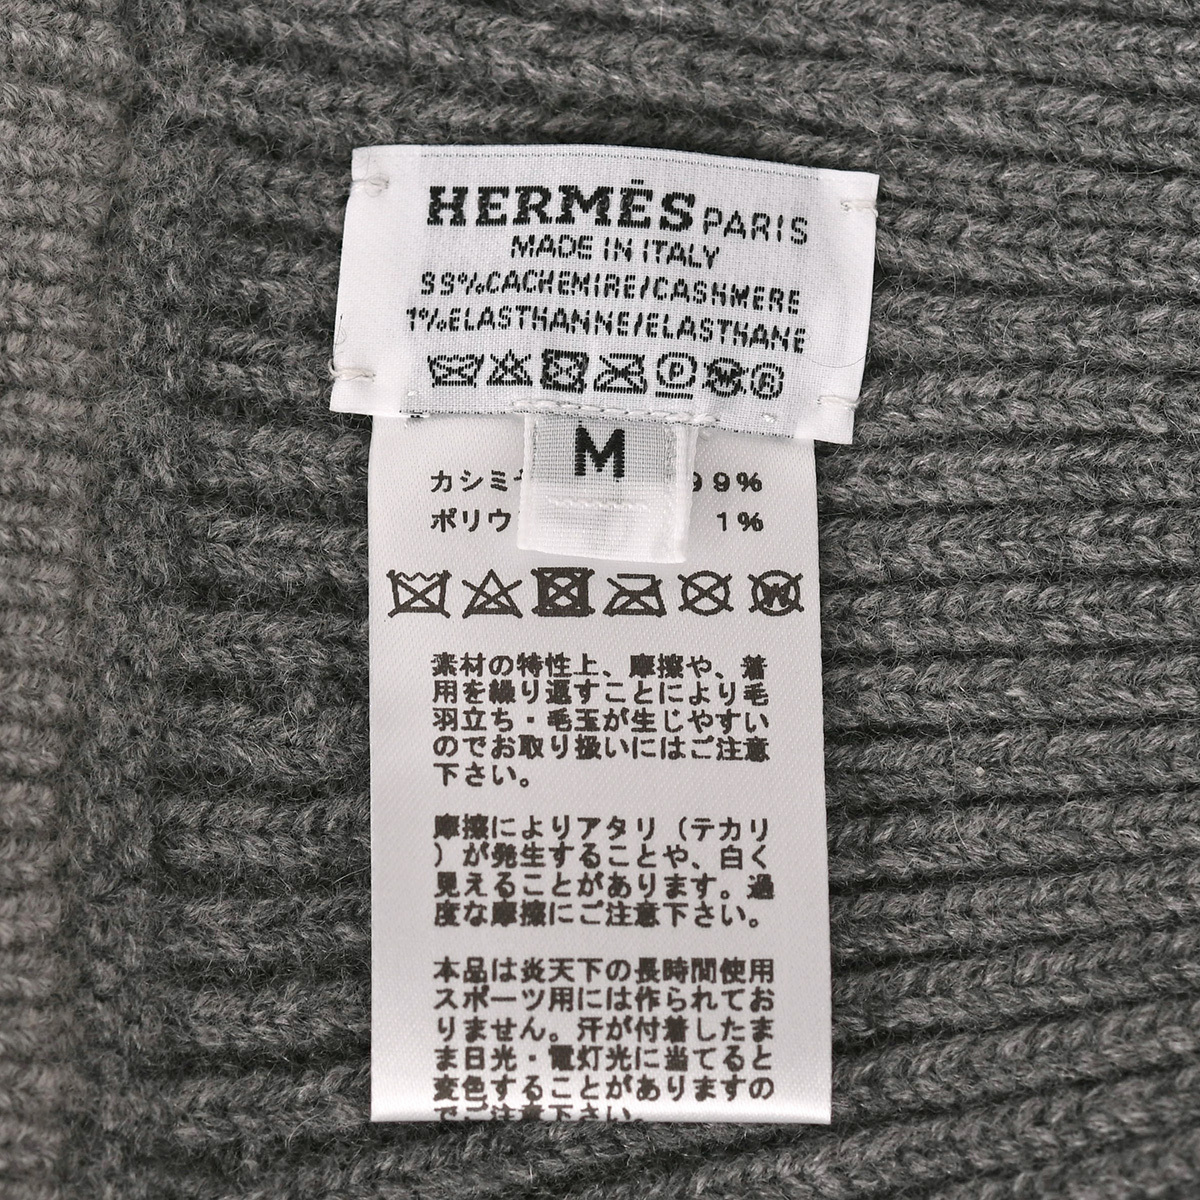 HERMÈS PARIS
MADE IN ITALY
99%CACHEMIRE/CASHMERE
1%ELASTHANNE/ELASTHANE
P W R
M
カシミ 99%
ポリウ 1%
W
素材の特性上、摩擦や、着
用を繰り返すことにより毛
羽立ち・毛玉が生じやすい
のでお取り扱いにはご注意
下さい。
摩擦によりアタリ（テカリ
）が発生することや、白く
見えることがあります。過
度な摩擦にご注意下さい。
本品は炎天下の長時間使用
スポーツ用には作られてお
りません。汗が付着したま
ま日光・電灯光に当てると
変色することがありますの
でご注意下さい。